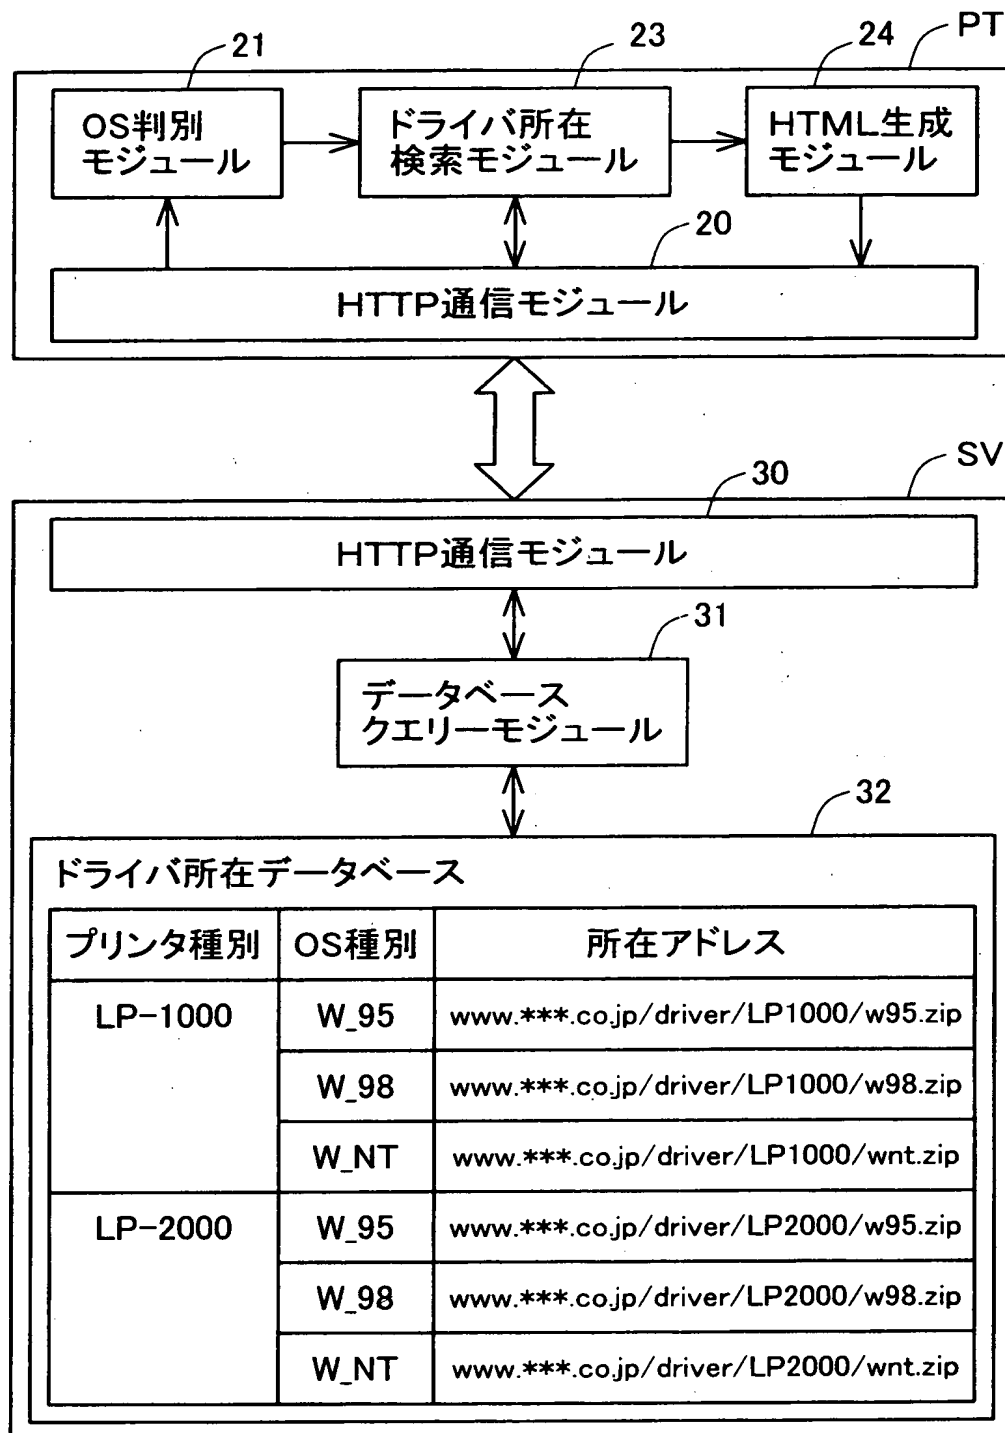 PT
21
23
24
OS判別
モジュール
ドライバ所在
検索モジュール
HTML生成
モジュール
20
HTTP通信モジュール
SV
30
HTTP通信モジュール
31
データベース
クエリーモジュール
32
ドライバ所在データベース
プリンタ種別 OS種別 所在アドレス
LP-1000 W_95 www.***.co.jp/driver/LP1000/w95.zip
W_98 www.***.co.jp/driver/LP1000/w98.zip
W_NT www.***.co.jp/driver/LP1000/wnt.zip
LP-2000 W_95 www.***.co.jp/driver/LP2000/w95.zip
W_98 www.***.co.jp/driver/LP2000/w98.zip
W_NT www.***.co.jp/driver/LP2000/wnt.zip